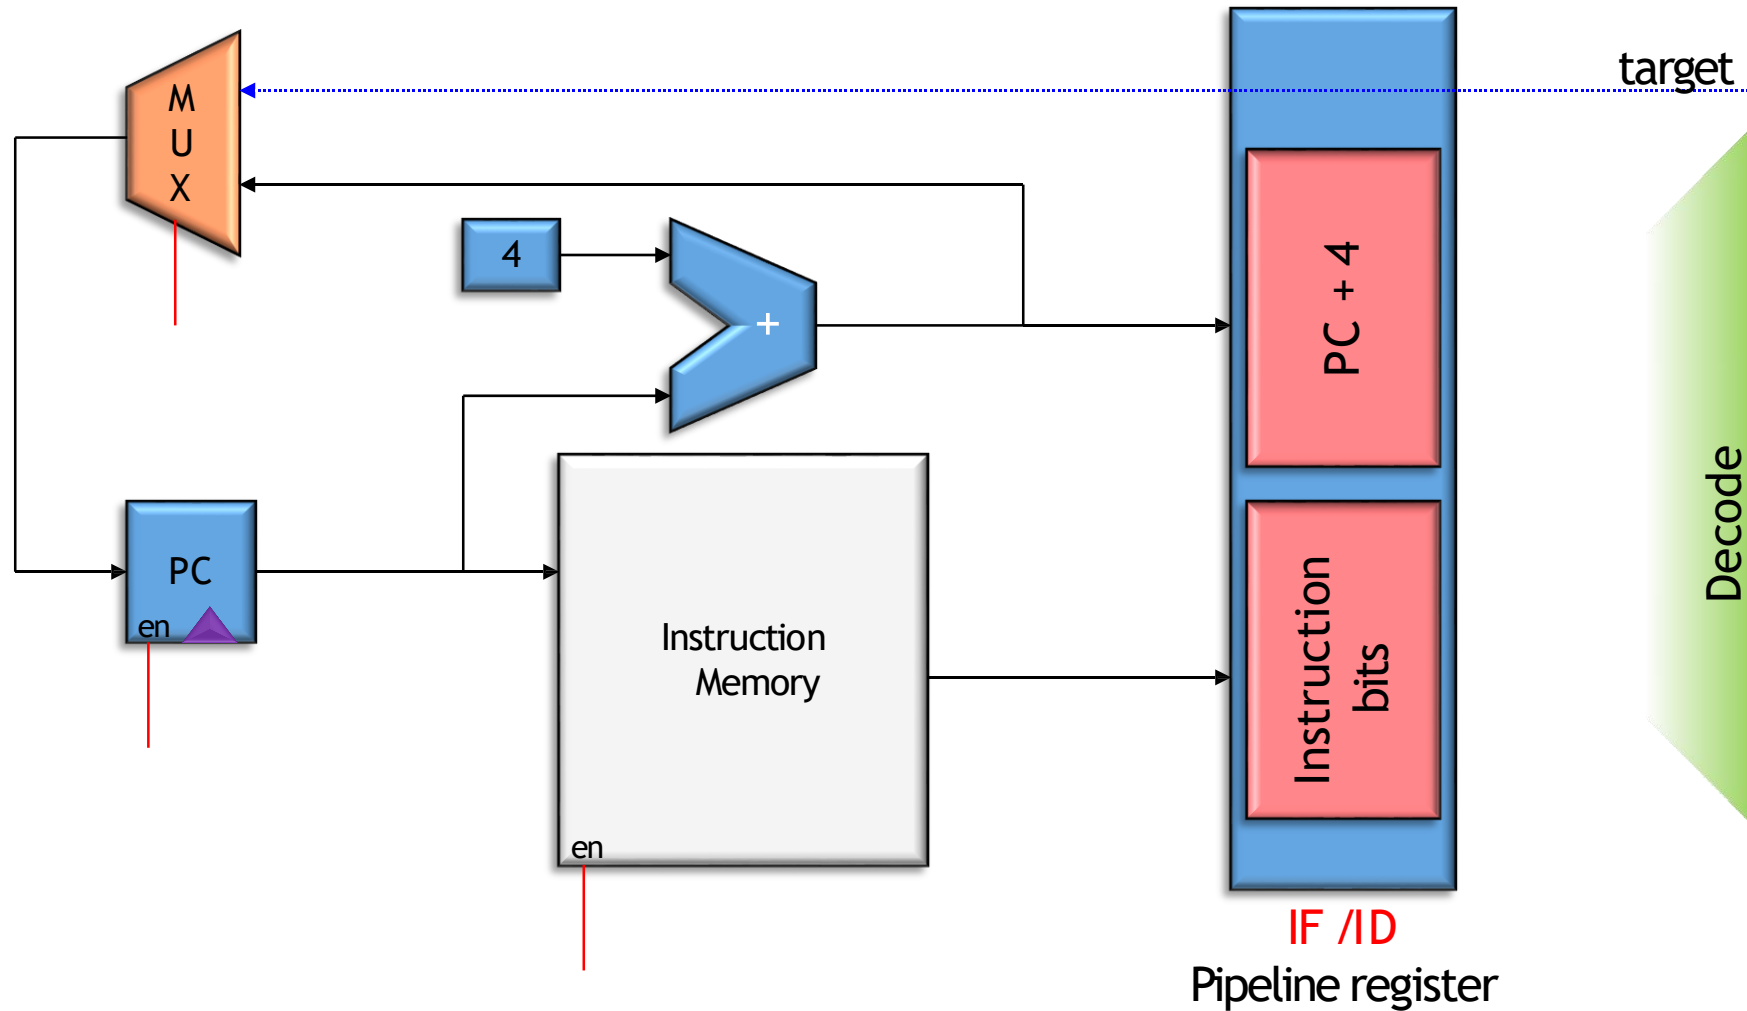 target
M
U
X
4
+
PC + 4
PC
en
Instruction
Memory
en
Instruction
bits
Decode
IF /ID
Pipeline register